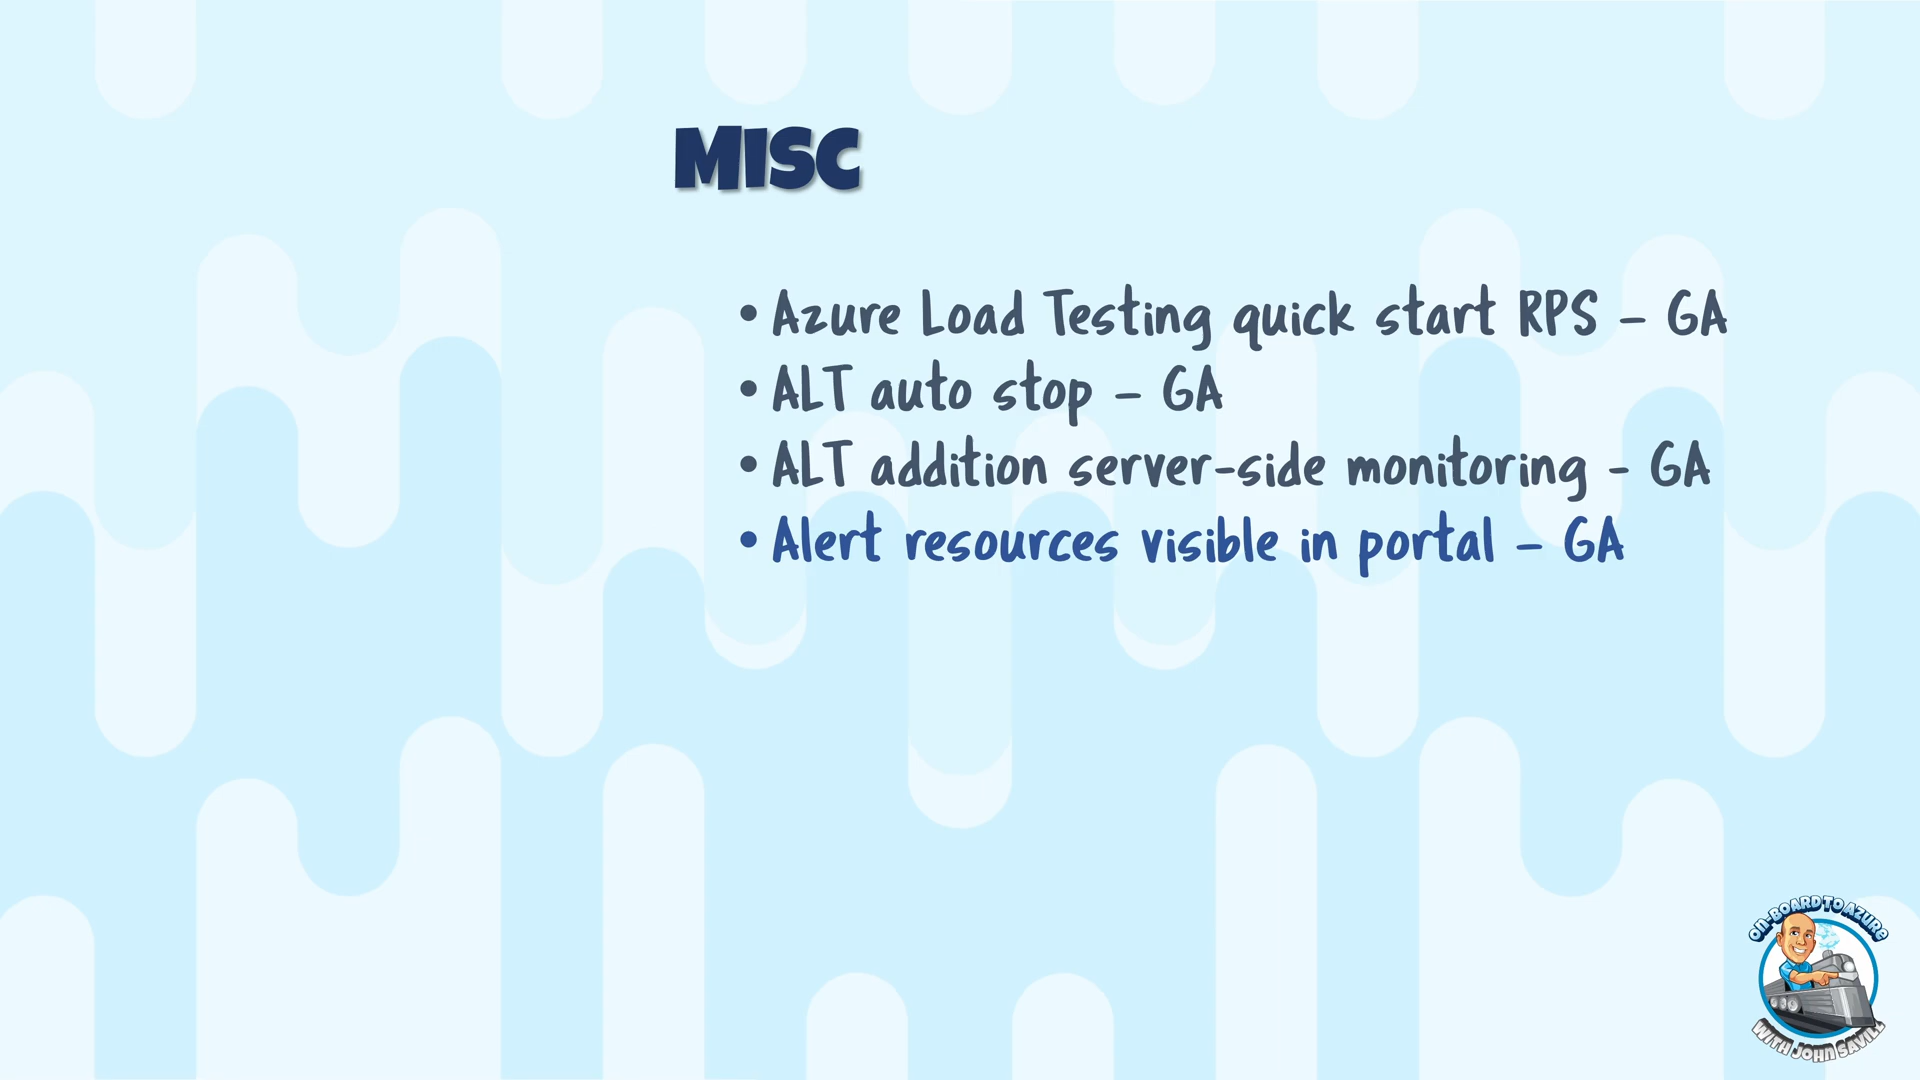 MISC
• Azure Load Testing quick start RPS – GA
• ALT auto stop – GA
• ALT addition server-side monitoring - GA
• Alert resources visible in portal – GA
ON-BOARD TO AZURE
WITH JOHN SAVILL